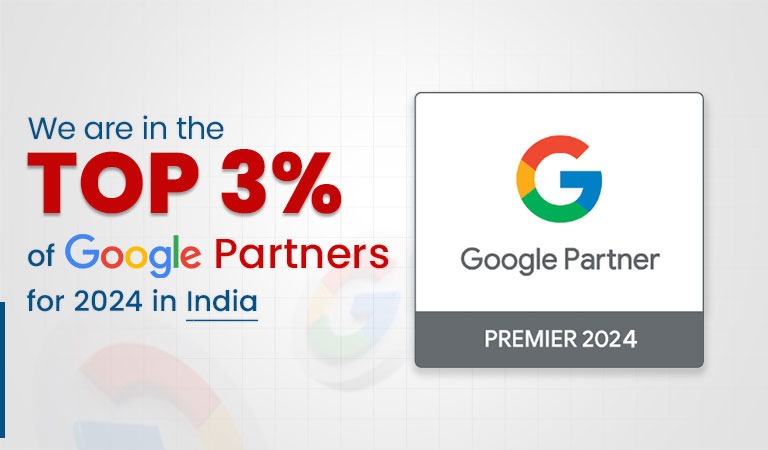 We are in the
TOP 3%
of Google Partners
for 2024 in India
G
Google Partner
PREMIER 2024